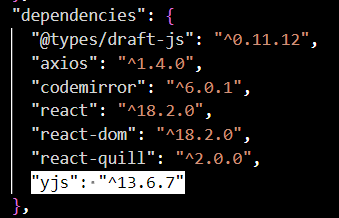 "dependencies": {
"@types/draft-js": "^0.11.12",
"axios": "^1.4.0",
"codemirror": "^6.0.1",
"react": "^18.2.0",
"react-dom": "^18.2.0",
"react-quill": "^2.0.0",
"yjs": "^13.6.7"
},